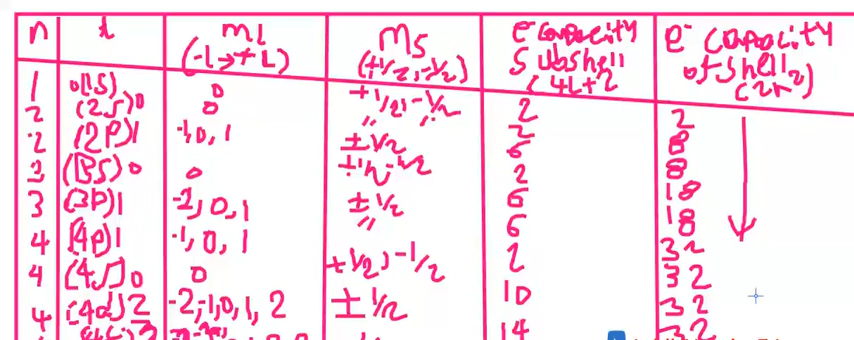 n l ml ms e⁻ capacity e⁻ capacity
(-l → + L) (+1/2, -1/2) Subshell of shell
(4L+2 (2n²)
1 0(1S) 0 +1/2, -1/2 2 2
2 (2S)0 0 " " 2 8
2 (2P)1 -1,0,1 ±1/2 6 8
3 (3S)0 0 +1/2, -1/2 2 18
3 (3P)1 -1,0,1 ±1/2 6 18
4 (4P)1 -1,0,1 " 6 32
4 (4S)0 0 +1/2, -1/2 2 32
4 (4d)2 -2,-1,0,1,2 ±1/2 10 32
14 32